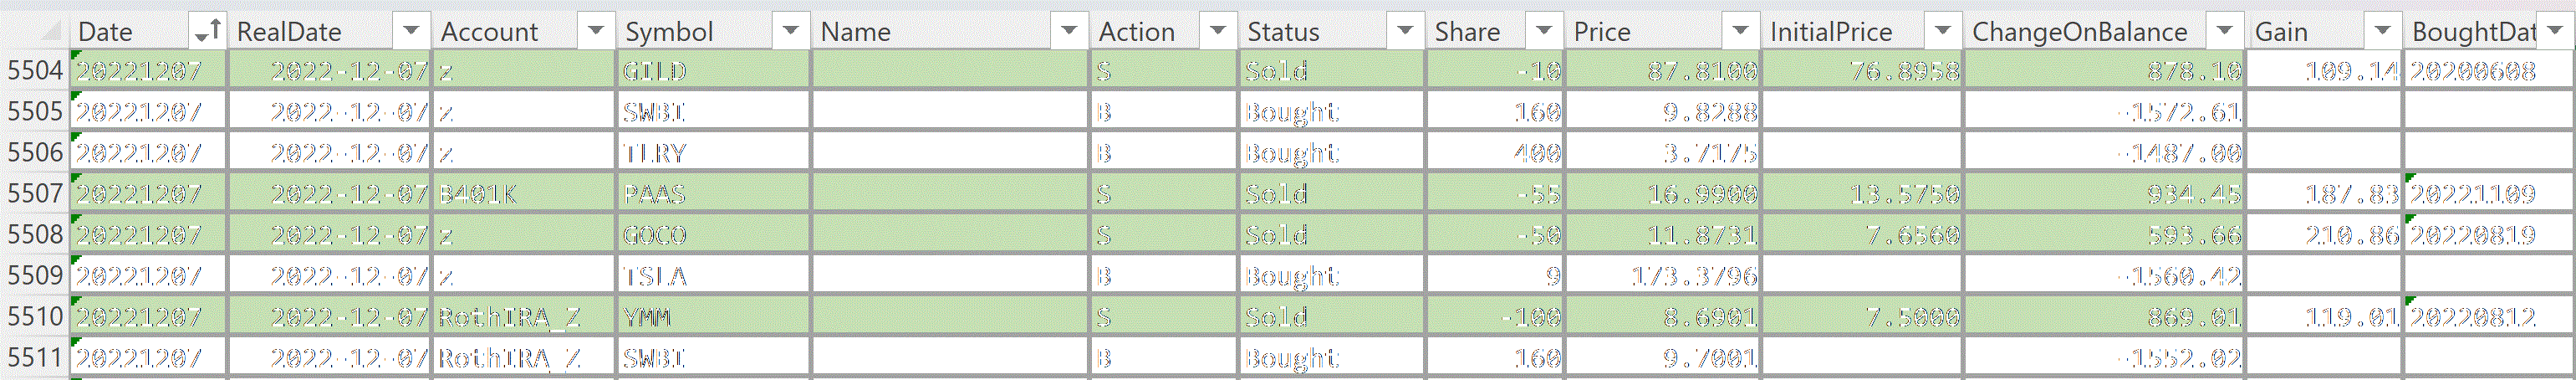 Date RealDate Account Symbol Name Action Status Share Price InitialPrice ChangeOnBalance Gain BoughtDat
5504 20221207 2022-12-07 z GILD S Sold -10 87.8100 76.8958 878.10 109.14 20200608
5505 20221207 2022-12-07 z SWBI B Bought 160 9.8288 -1572.61
5506 20221207 2022-12-07 z TLRY B Bought 400 3.7175 -1487.00
5507 20221207 2022-12-07 B401K PAAS S Sold -55 16.9900 13.5750 934.45 187.83 20221109
5508 20221207 2022-12-07 z GOCO S Sold -50 11.8731 7.6560 593.66 210.86 20220819
5509 20221207 2022-12-07 z TSLA B Bought 9 173.3796 -1560.42
5510 20221207 2022-12-07 RothIRA_Z YMM S Sold -100 8.6901 7.5000 869.01 119.01 20220812
5511 20221207 2022-12-07 RothIRA_Z SWBI B Bought 160 9.7001 -1552.02